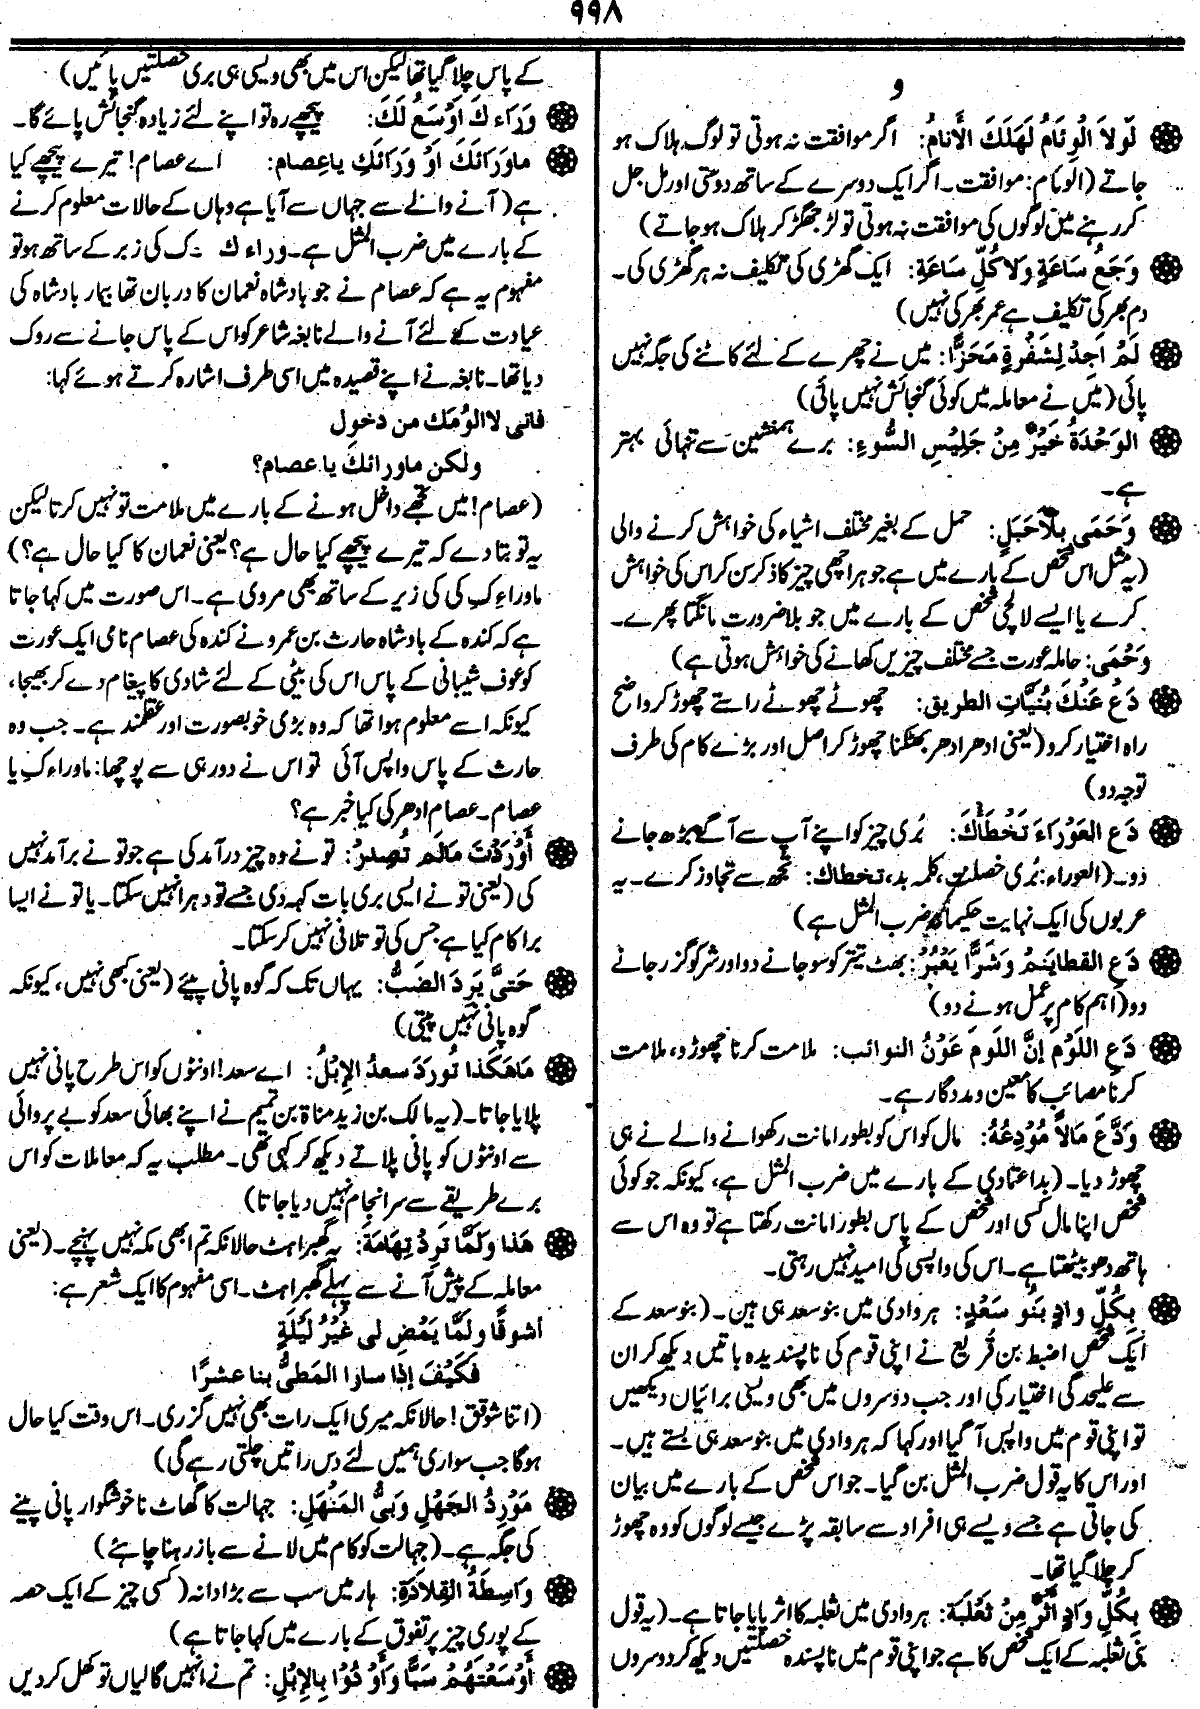 ۹۹۸
و
لَوْلاَ الْوِئَامُ لَهَلَكَ الْأَنَامُ: اگر موافقت نہ ہوتی تو لوگ ہلاک ہو
جاتے (الوئام: موافقت۔ اگر ایک دوسرے کے ساتھ دوستی اور مل جل
کر رہنے میں لوگوں کی موافقت نہ ہوتی تو لڑ جھگڑ کر ہلاک ہو جاتے)
وَجَعُ سَاعَةٍ وَلَا كُلِّ سَاعَةٍ: ایک گھڑی کی تکلیف نہ ہر گھڑی کی۔
دم بھر کی تکلیف ہے عمر بھر کی نہیں)
لَمْ اَجِدْ لِشَفْرَةٍ مَحَزًّا: میں نے چھرے کے لئے کاٹنے کی جگہ نہیں
پائی (میں نے معاملہ میں کوئی گنجائش نہیں پائی)
الوَحْدَةُ خَيْرٌ مِنْ جَلِيْسِ السُّوءِ: برے ہمنشین سے تنہائی بہتر
ہے۔
وَحْمَى بِلَاحَبَلٍ: حمل کے بغیر مختلف اشیاء کی خواہش کرنے والی
(یہ مثل اس شخص کے بارے میں ہے جو ہر اچھی چیز کا ذکر سن کر اس کی خواہش
کرے یا ایسے لالچی شخص کے بارے میں جو بلاضرورت مانگتا پھرے۔
وَحْمَى: حاملہ عورت جسے مختلف چیزیں کھانے کی خواہش ہوتی ہے)
دَعْ عَنْكَ بُنَيَّاتِ الطریق: چھوٹے چھوٹے راستے چھوڑ کر واضح
راہ اختیار کرو (یعنی ادھر ادھر بھٹکنا چھوڑ کر اصل اور بڑے کام کی طرف
توجہ دو)
دَعِ العَوْرَاءَ تَخْطَاُكَ: بُری چیز کو اپنے آپ سے آگے بڑھ جانے
دو۔ (العوراء: بُری خصلت، کلمہ بد، تخطاك: تجھ سے تجاوز کرے۔ یہ
عربوں کی ایک نہایت حکیمانہ ضرب المثل ہے)
دَعِ القطايَنمُ وَشَرًّا يَعْبُرُ: بھٹ تیتر کو سو جانے دو اور شر کو گزر جانے
دو (اہم کام پر عمل ہونے دو)
دَعِ اللَّوْمَ اِنَّ اللَّومَ عَوْنُ النوائب: ملامت کرنا چھوڑ دو، ملامت
کرنا مصائب کا معین و مددگار ہے۔
وَدَّعَ مَالاً مُوْدِعُهُ: مال کو اس کو بطور امانت رکھوانے والے نے ہی
چھوڑ دیا۔ (بداعتمادی کے بارے میں ضرب المثل ہے، کیونکہ جو کوئی
شخص اپنا مال کسی اور شخص کے پاس بطور امانت رکھتا ہے تو وہ اس سے
ہاتھ دھو بیٹھتا ہے۔ اس کی واپسی کی امید نہیں رہتی۔
بِكُلِّ وادٍ بَنُو سَعْدٍ: ہر وادی میں بنو سعد ہی ہیں۔ (بنو سعد کے
ایک شخص اضبط بن قُریع نے اپنی قوم کی ناپسندیدہ باتیں دیکھ کر ان
سے علیحدگی اختیار کی اور جب دوسروں میں بھی ویسی برائیاں دیکھیں
تو اپنی قوم میں واپس آگیا اور کہا کہ ہر وادی میں بنو سعد ہی بستے ہیں۔
اور اس کا یہ قول ضرب المثل بن گیا۔ جو اس شخص کے بارے میں بیان
کی جاتی ہے جسے ویسے ہی افراد سے سابقہ پڑے جیسے لوگوں کو وہ چھوڑ
کر چلا گیا تھا۔
بِكُلِّ وَادٍ اَثَرٌ مِنْ ثَعْلَبَةَ: ہر وادی میں ثعلبہ کا اثر پایا جاتا ہے۔ (یہ قول
بنی ثعلبہ کے ایک شخص کا ہے جو اپنی قوم میں ناپسندہ خصلتیں دیکھ کر دوسروں
کے پاس چلا گیا تھا لیکن اس میں بھی ویسی ہی بری خصلتیں پائیں)
وَرَاءَكَ اَوْسَعُ لَكَ: پیچھے رہ تو اپنے لئے زیادہ گنجائش پائے گا۔
ماوَرَائَكَ اَوْ وَرَائَكِ ياعِصام: اے عصام! تیرے پیچھے کیا
ہے (آنے والے سے جہاں سے آیا ہے وہاں کے حالات معلوم کرنے
کے بارے میں ضرب المثل ہے۔ وراءك ۔ک کی زبر کے ساتھ ہو تو
مفہوم یہ ہے کہ عصام نے جو بادشاہ نعمان کا دربان تھا بیمار بادشاہ کی
عیادت کے لئے آنے والے نابغہ شاعر کو اس کے پاس جانے سے روک
دیا تھا۔ نابغہ نے اپنے قصیدہ میں اسی طرف اشارہ کرتے ہوئے کہا:
فانی لاالُومَك من دخولٍ
ولكن ماورائكَ یا عصام؟
(عصام! میں تجھے داخل ہونے کے بارے میں ملامت تو نہیں کرتا لیکن
یہ تو بتا دے کہ تیرے پیچھے کیا حال ہے؟ یعنی نعمان کا کیا حال ہے؟)
ماوراءکِ کی زیر کے ساتھ بھی مروی ہے۔ اس صورت میں کہا جاتا
ہے کہ کندہ کے بادشاہ حارث بن عمرو نے کندہ کی عصام نامی ایک عورت
کو عوف شیبانی کے پاس اس کی بیٹی کے لئے شادی کا پیغام دے کر بھیجا،
کیونکہ اسے معلوم ہوا تھا کہ وہ بڑی خوبصورت اور عقلمند ہے۔ جب وہ
حارث کے پاس واپس آئی تو اس نے دور ہی سے پوچھا: ماوراءکِ یا
عصام۔ عصام ادھر کی کیا خبر ہے؟
أَوْرَدْتَ مَالَم تُصدِرْ: تو نے وہ چیز درآمد کی ہے جو تو نے برآمد نہیں
کی (یعنی تو نے ایسی بری بات کہہ دی جسے تو دہرا نہیں سکتا۔ یا تو نے ایسا
برا کام کیا ہے جس کی تو تلافی نہیں کر سکتا۔
حَتَّى يَرِدَ الضَبُّ: یہاں تک کہ گوہ پانی پیئے (یعنی کبھی نہیں، کیونکہ
گوہ پانی نہیں پیتی)
مَاهكَذا تُورَدَ سعدُ الإبْلُ: اے سعد! اونٹوں کو اس طرح پانی نہیں
پلایا جاتا۔ (یہ مالک بن زید مناۃ بن تمیم نے اپنے بھائی سعد کو بے پروائی
سے اونٹوں کو پانی پلاتے دیکھ کر کہی تھی۔ مطلب یہ کہ معاملات کو اس
برے طریقے سے سرانجام نہیں دیا جاتا)
هَذا وَلَمَّا تَرِدُ تِهَامَةَ: یہ گھبراہٹ حالانکہ تم ابھی مکہ نہیں پہنچے۔ (یعنی
معاملہ کے پیش آنے سے پہلے گھبراہٹ۔ اسی مفہوم کا ایک شعر ہے:
اشوقًا ولَمَّا يَمْضِ لى غَيْرُ لَيْلَةٍ
فَكَيْفَ إذا سارا المَطىُّ بنا عشرًا
(اتنا شوق! حالانکہ میری ایک رات بھی نہیں گزری۔ اس وقت کیا حال
ہوگا جب سواری ہمیں لئے دس راتیں چلتی رہے گی)
مَوْرِدُ الجَهْلِ وَبَىُّ المَنْهَلِ: جہالت کا گھاٹ ناخوشگوار پانی پینے
کی جگہ ہے۔ (جہالت کو کام میں لانے سے باز رہنا چاہئے)
وَاسِطَةُ القِلادَةِ: ہار میں سب سے بڑا دانہ (کسی چیز کے ایک حصہ
کے پوری چیز پر تفوق کے بارے میں کہا جاتا ہے)
أَوْسَعْتَهُمْ سَبًّا وَأَوْدُوْا بِالاِبْلِ: تم نے انہیں گالیاں تو کھل کر دیں